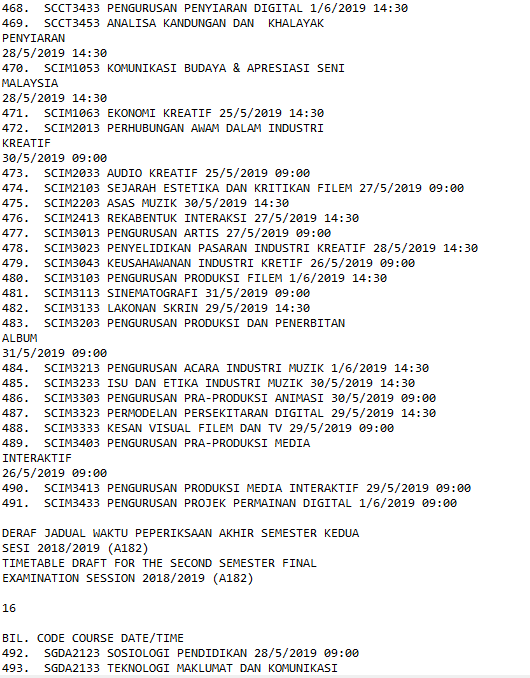 468.  SCCT3433 PENGURUSAN PENYIARAN DIGITAL 1/6/2019 14:30
469.  SCCT3453 ANALISA KANDUNGAN DAN  KHALAYAK
PENYIARAN
28/5/2019 14:30
470.  SCIM1053 KOMUNIKASI BUDAYA & APRESIASI SENI
MALAYSIA
28/5/2019 14:30
471.  SCIM1063 EKONOMI KREATIF 25/5/2019 14:30
472.  SCIM2013 PERHUBUNGAN AWAM DALAM INDUSTRI
KREATIF
30/5/2019 09:00
473.  SCIM2033 AUDIO KREATIF 25/5/2019 09:00
474.  SCIM2103 SEJARAH ESTETIKA DAN KRITIKAN FILEM 27/5/2019 09:00
475.  SCIM2203 ASAS MUZIK 30/5/2019 14:30
476.  SCIM2413 REKABENTUK INTERAKSI 27/5/2019 14:30
477.  SCIM3013 PENGURUSAN ARTIS 27/5/2019 09:00
478.  SCIM3023 PENYELIDIKAN PASARAN INDUSTRI KREATIF 28/5/2019 14:30
479.  SCIM3043 KEUSAHAWANAN INDUSTRI KRETIF 26/5/2019 09:00
480.  SCIM3103 PENGURUSAN PRODUKSI FILEM 1/6/2019 14:30
481.  SCIM3113 SINEMATOGRAFI 31/5/2019 09:00
482.  SCIM3133 LAKONAN SKRIN 29/5/2019 14:30
483.  SCIM3203 PENGURUSAN PRODUKSI DAN PENERBITAN
ALBUM
31/5/2019 09:00
484.  SCIM3213 PENGURUSAN ACARA INDUSTRI MUZIK 1/6/2019 14:30
485.  SCIM3233 ISU DAN ETIKA INDUSTRI MUZIK 30/5/2019 14:30
486.  SCIM3303 PENGURUSAN PRA-PRODUKSI ANIMASI 30/5/2019 09:00
487.  SCIM3323 PERMODELAN PERSEKITARAN DIGITAL 29/5/2019 14:30
488.  SCIM3333 KESAN VISUAL FILEM DAN TV 29/5/2019 09:00
489.  SCIM3403 PENGURUSAN PRA-PRODUKSI MEDIA
INTERAKTIF
26/5/2019 09:00
490.  SCIM3413 PENGURUSAN PRODUKSI MEDIA INTERAKTIF 29/5/2019 09:00
491.  SCIM3433 PENGURUSAN PROJEK PERMAINAN DIGITAL 1/6/2019 09:00
DERAF JADUAL WAKTU PEPERIKSAAN AKHIR SEMESTER KEDUA
SESI 2018/2019 (A182)
TIMETABLE DRAFT FOR THE SECOND SEMESTER FINAL
EXAMINATION SESSION 2018/2019 (A182)
16
BIL. CODE COURSE DATE/TIME
492.  SGDA2123 SOSIOLOGI PENDIDIKAN 28/5/2019 09:00
493.  SGDA2133 TEKNOLOGI MAKLUMAT DAN KOMUNIKASI